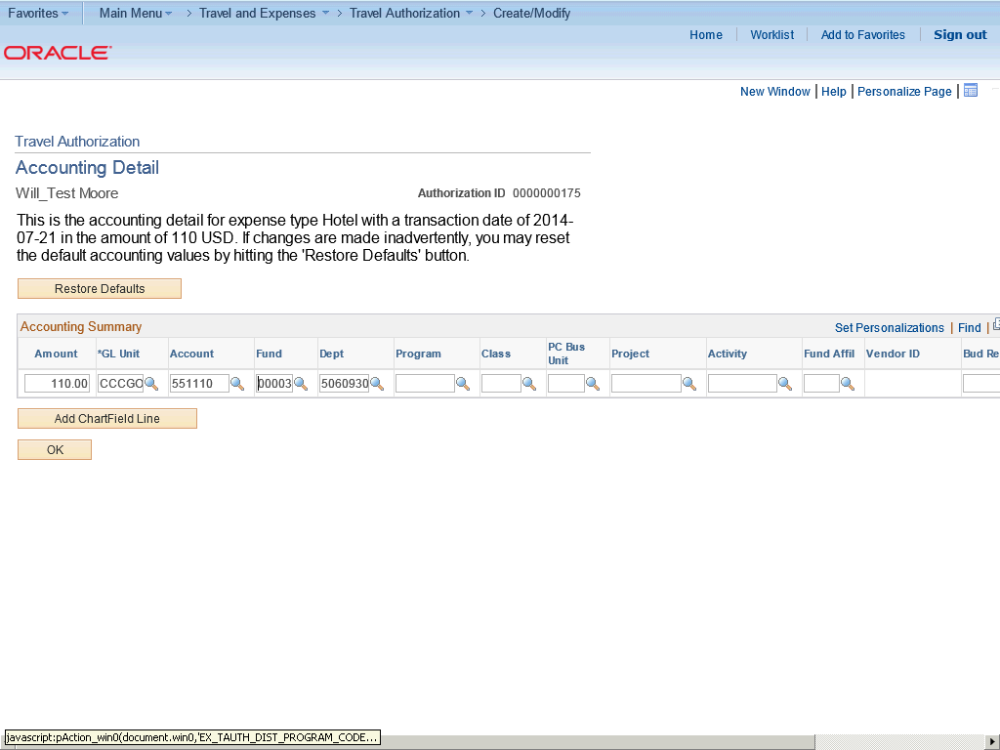 Favorites Main Menu > Travel and Expenses > Travel Authorization > Create/Modify
Home Worklist Add to Favorites Sign out
ORACLE
New Window | Help | Personalize Page |
Travel Authorization
Accounting Detail
Will_Test Moore Authorization ID 0000000175
This is the accounting detail for expense type Hotel with a transaction date of 2014-
07-21 in the amount of 110 USD. If changes are made inadvertently, you may reset
the default accounting values by hitting the 'Restore Defaults' button.
Restore Defaults
Accounting Summary Set Personalizations | Find |
Amount *GL Unit Account Fund Dept Program Class PC Bus Unit Project Activity Fund Affil Vendor ID Bud Re
110.00 CCCGO 551110 00003 5060930
Add ChartField Line
OK
javascript:pAction_win0(document.win0,'EX_TAUTH_DIST_PROGRAM_CODE...